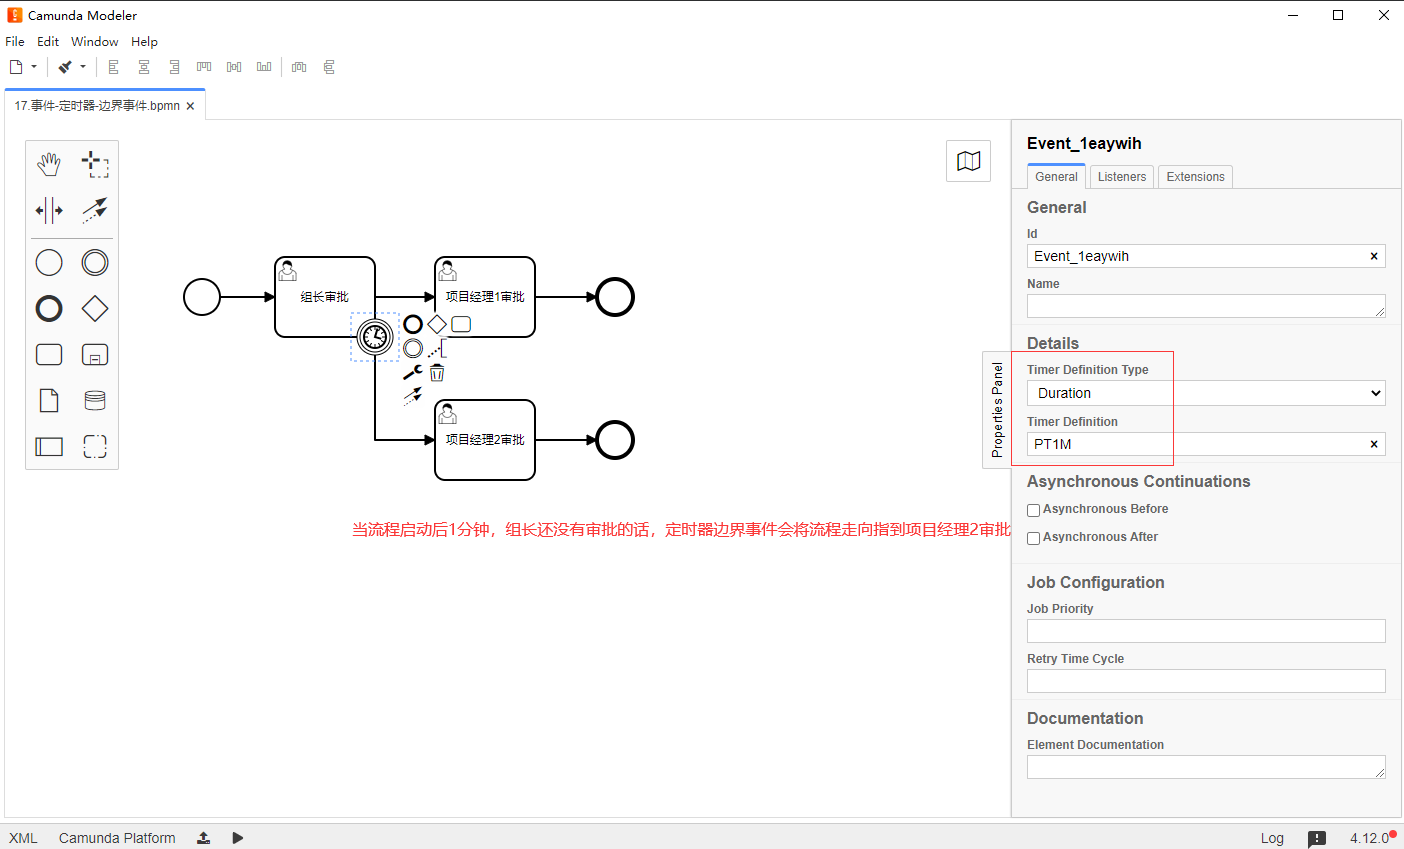 Camunda Modeler
File Edit Window Help
17.事件-定时器-边界事件.bpmn ×
组长审批
项目经理1审批
项目经理2审批
当流程启动后1分钟，组长还没有审批的话，定时器边界事件会将流程走向指到项目经理2审批
Properties Panel
Event_1eaywih
General Listeners Extensions
General
Id
Event_1eaywih ×
Name
Details
Timer Definition Type
Duration
Timer Definition
PT1M ×
Asynchronous Continuations
Asynchronous Before
Asynchronous After
Job Configuration
Job Priority
Retry Time Cycle
Documentation
Element Documentation
XML Camunda Platform Log 4.12.0